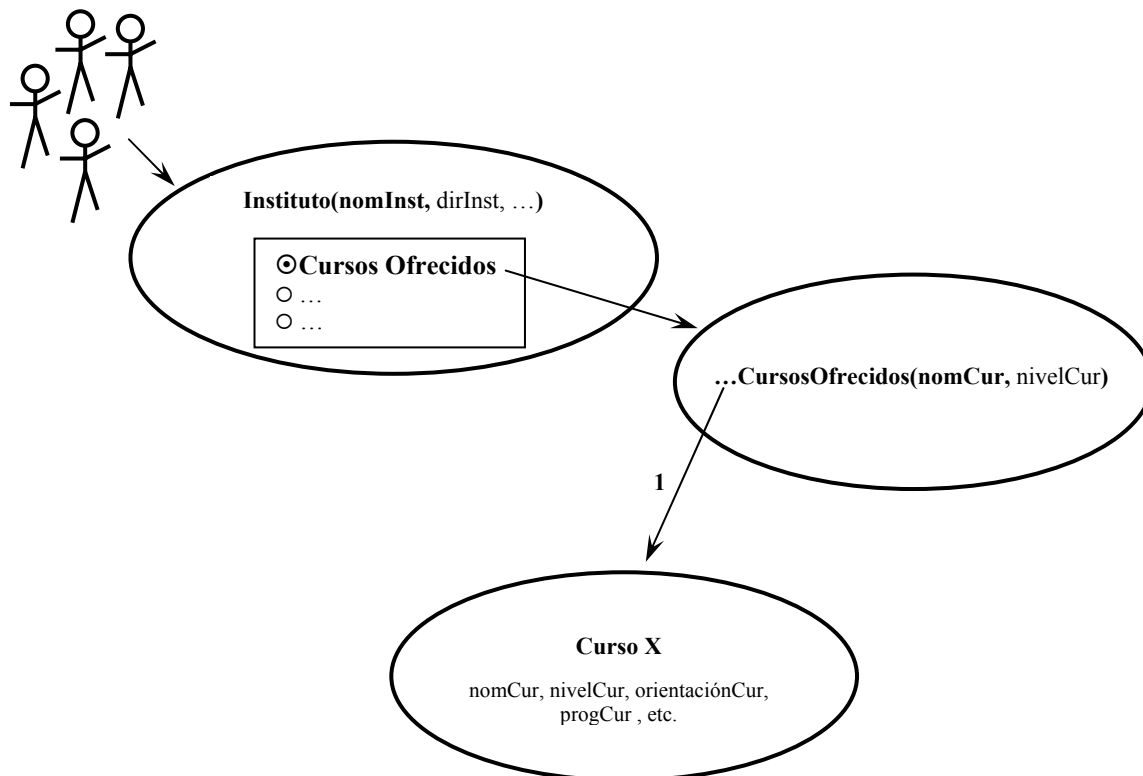 Instituto(nomInst, dirInst, …)
Cursos Ofrecidos
…
…
…CursosOfrecidos(nomCur, nivelCur)
1
Curso X
nomCur, nivelCur, orientaciónCur,
progCur , etc.